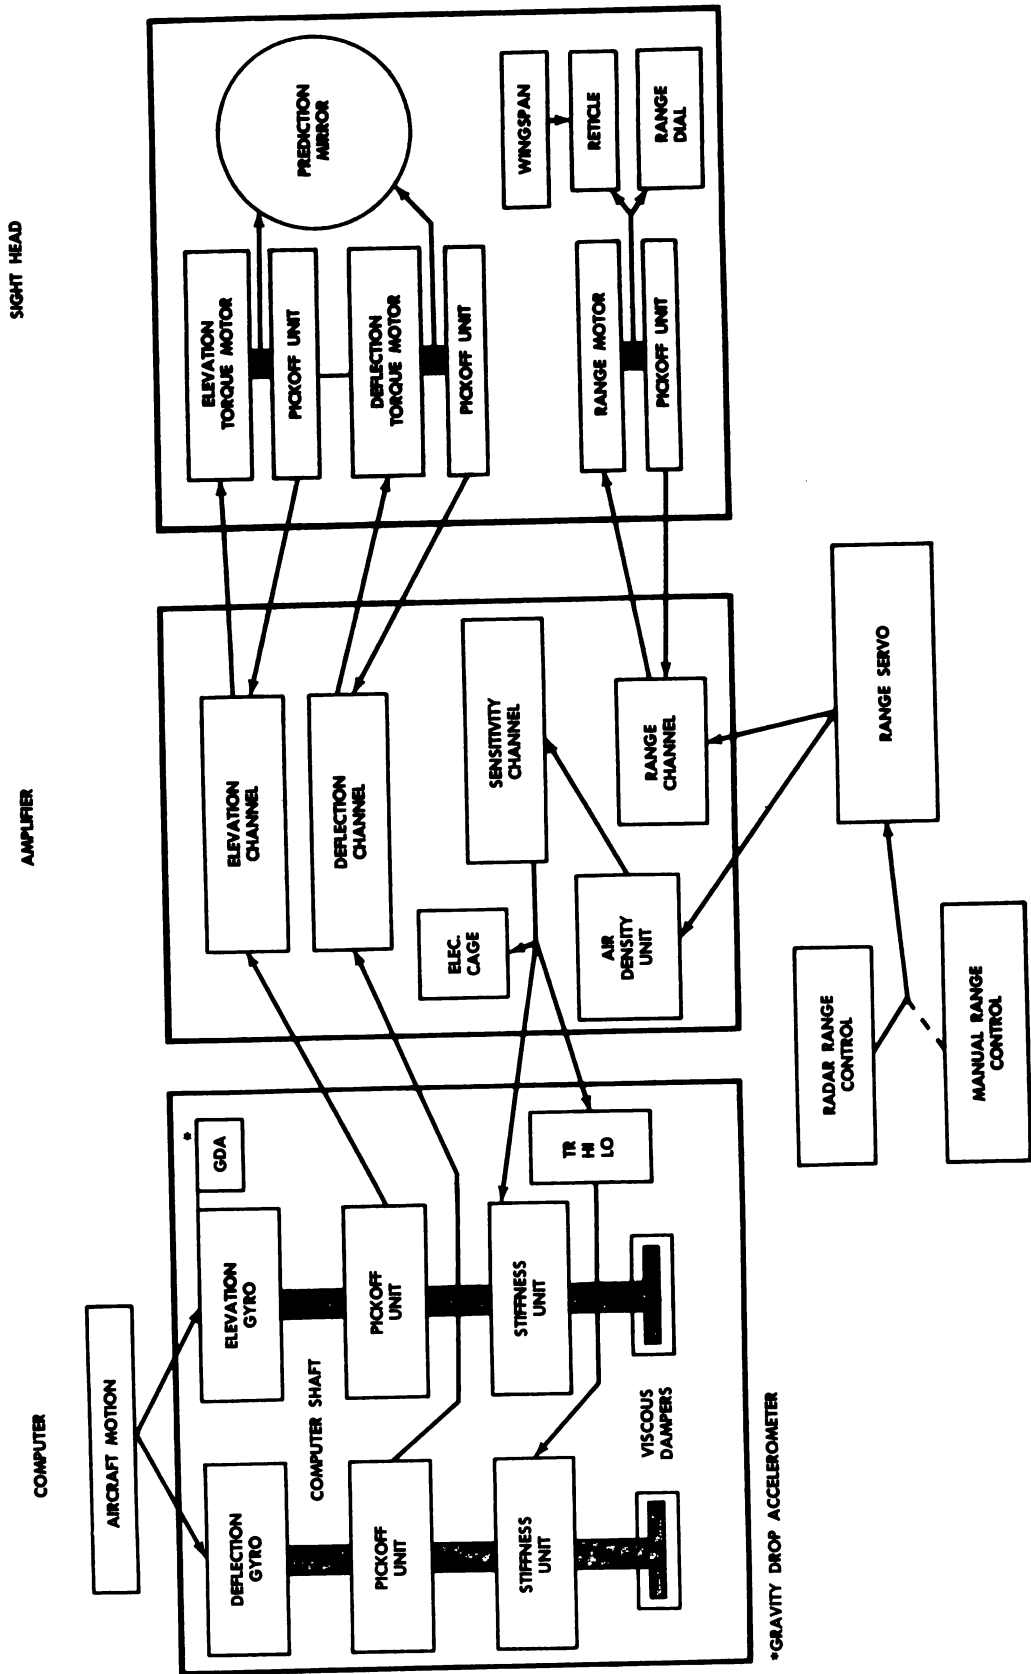 COMPUTER
AMPLIFIER
SIGHT HEAD
AIRCRAFT MOTION
DEFLECTION
GYRO
ELEVATION
GYRO
*
GDA
COMPUTER SHAFT
PICKOFF
UNIT
PICKOFF
UNIT
STIFFNESS
UNIT
STIFFNESS
UNIT
TR
HI
LO
VISCOUS
DAMPERS
*GRAVITY DROP ACCELEROMETER
ELEVATION
CHANNEL
DEFLECTION
CHANNEL
ELEC.
CAGE
SENSITIVITY
CHANNEL
AIR
DENSITY
UNIT
RANGE
CHANNEL
RADAR RANGE
CONTROL
MANUAL RANGE
CONTROL
RANGE SERVO
ELEVATION
TORQUE MOTOR
PICKOFF UNIT
DEFLECTION
TORQUE MOTOR
PICKOFF UNIT
PREDICTION
MIRROR
RANGE MOTOR
PICKOFF UNIT
WINGSPAN
RETICLE
RANGE
DIAL